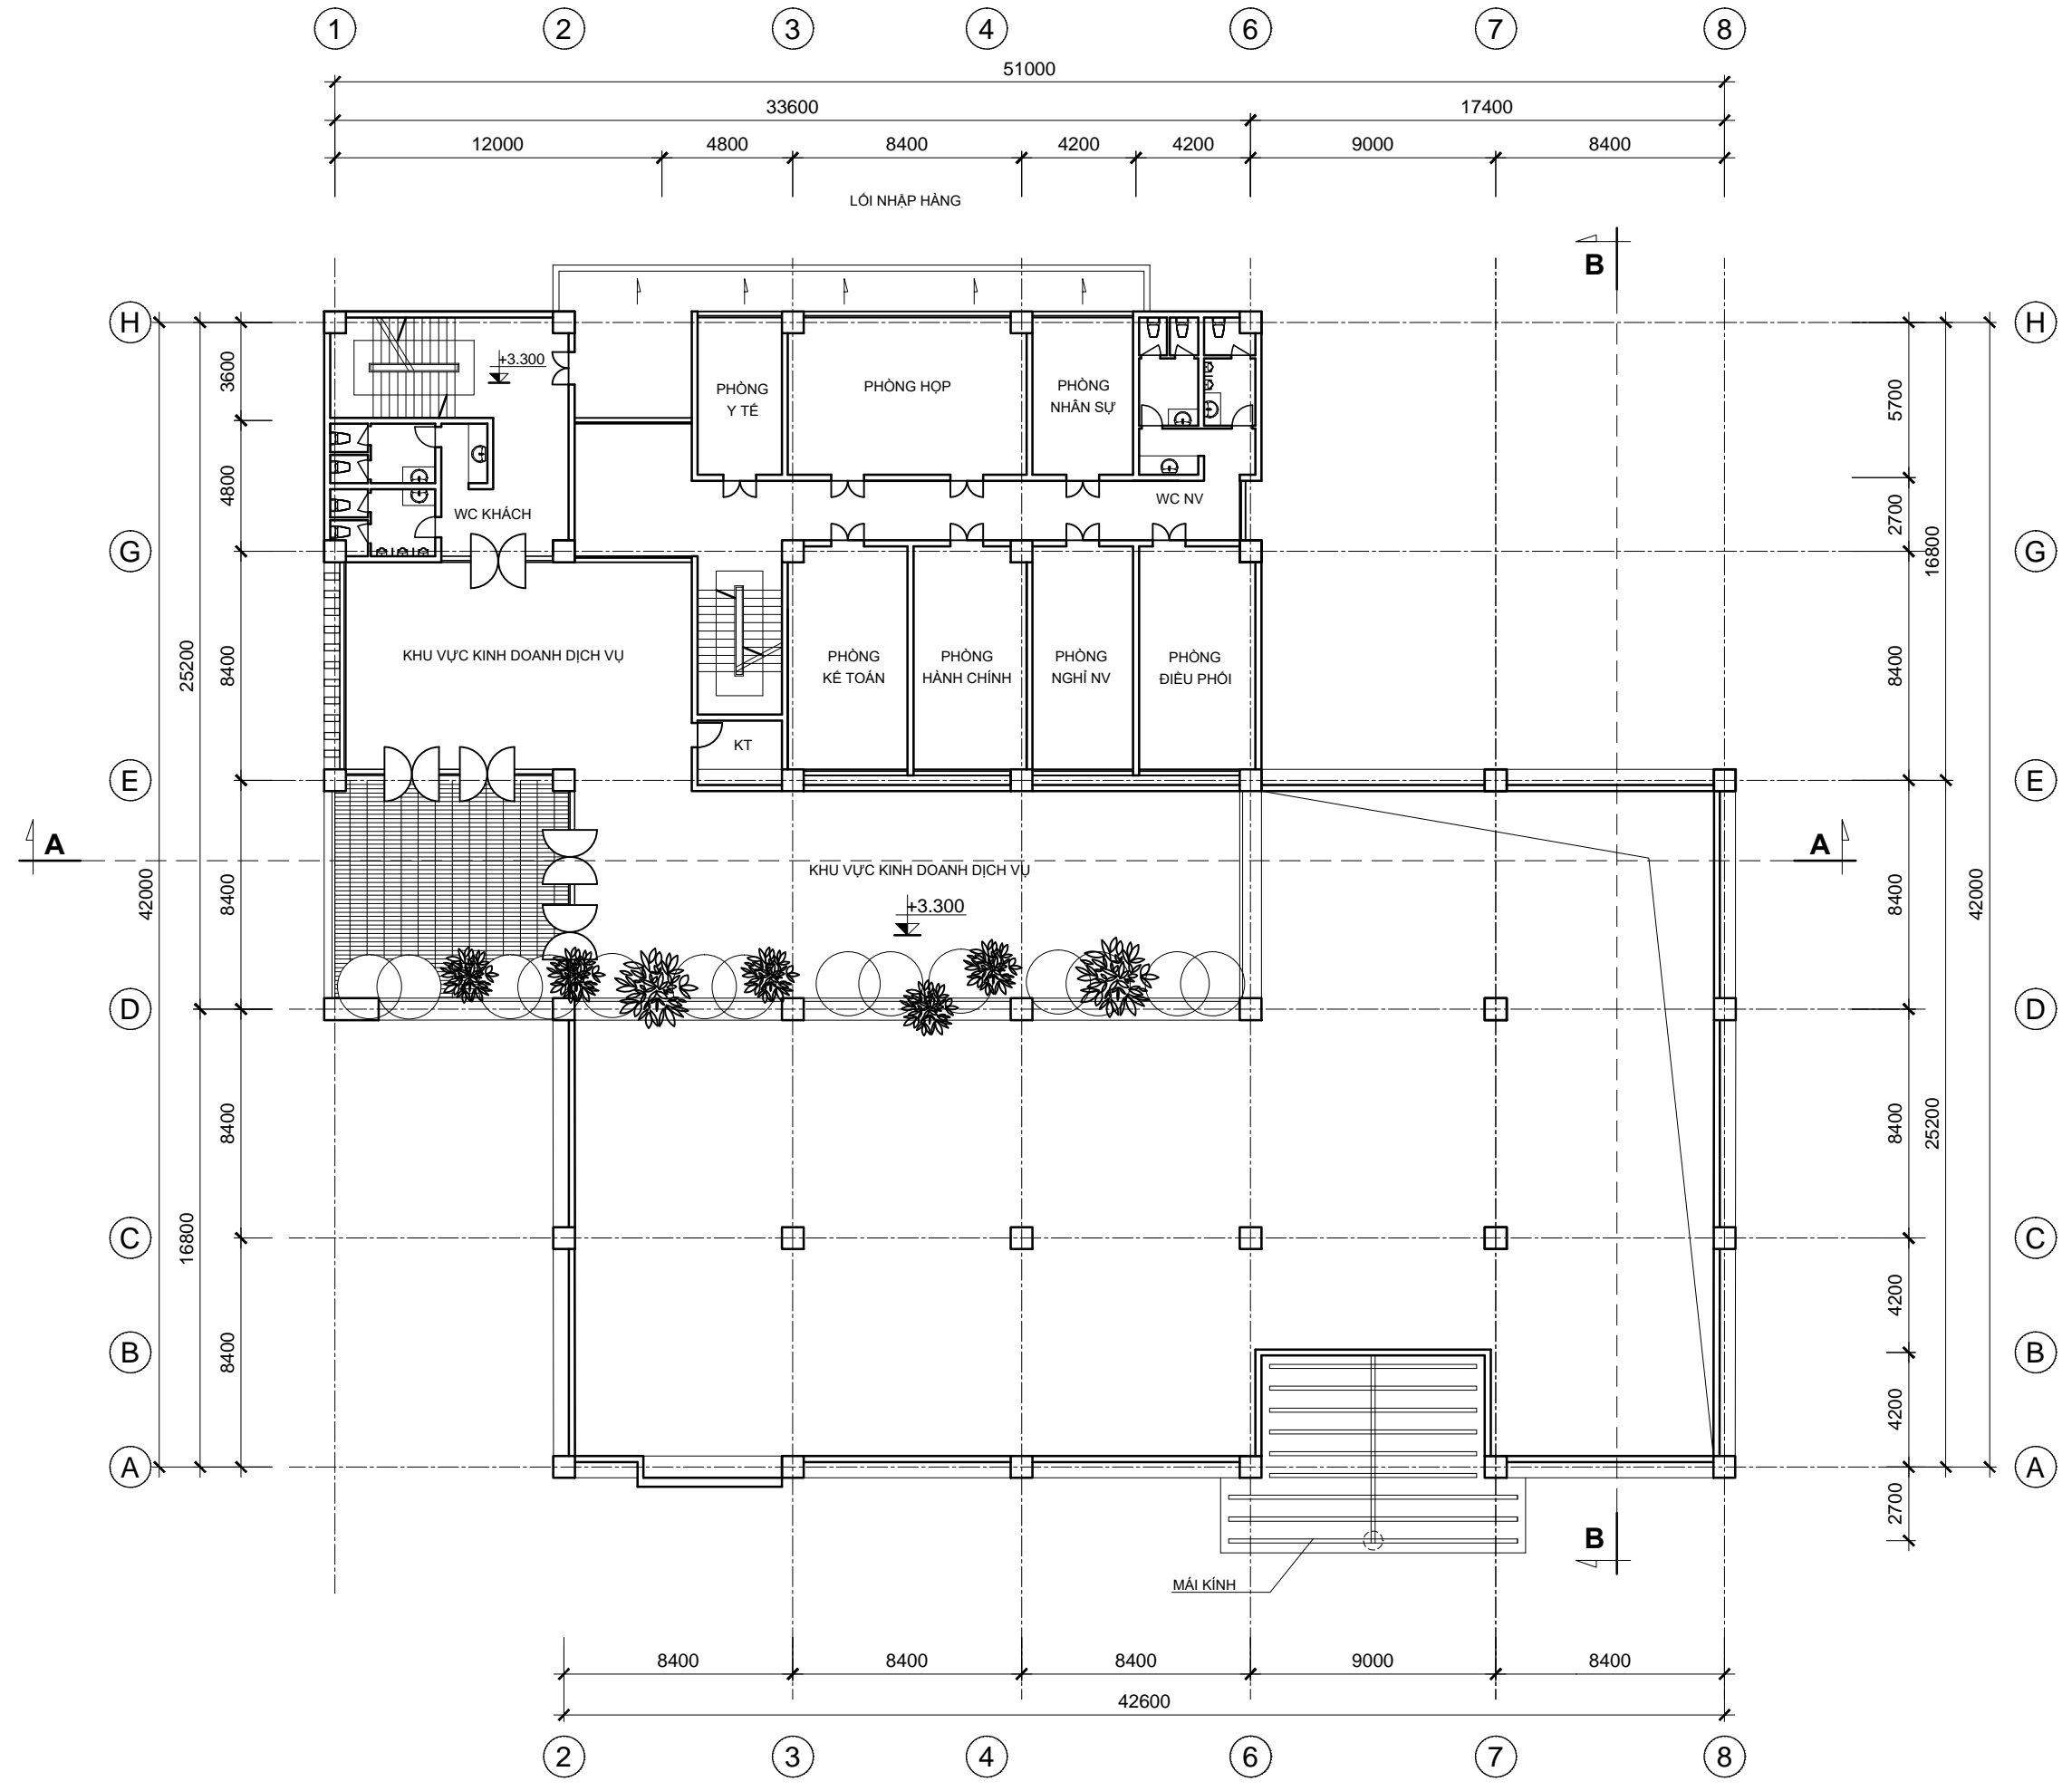 1 2 3 4 6 7 8
51000
33600 17400
12000 4800 8400 4200 4200 9000 8400
LỐI NHẬP HÀNG
B
H H
+3.300
3600
PHÒNG
Y TẾ
PHÒNG HỌP
PHÒNG
NHÂN SỰ
5700
4800
WC KHÁCH
WC NV
2700
G G
16800
25200
8400
KHU VỰC KINH DOANH DỊCH VỤ
PHÒNG
KẾ TOÁN
PHÒNG
HÀNH CHÍNH
PHÒNG
NGHỈ NV
PHÒNG
ĐIỀU PHỐI
8400
KT
E E
A A
KHU VỰC KINH DOANH DỊCH VỤ
42000
8400
+3.300
8400
42000
D D
8400
8400
25200
16800
C C
4200
8400
B B
4200
A A
2700
B
MÁI KÍNH
8400 8400 8400 9000 8400
42600
2 3 4 6 7 8